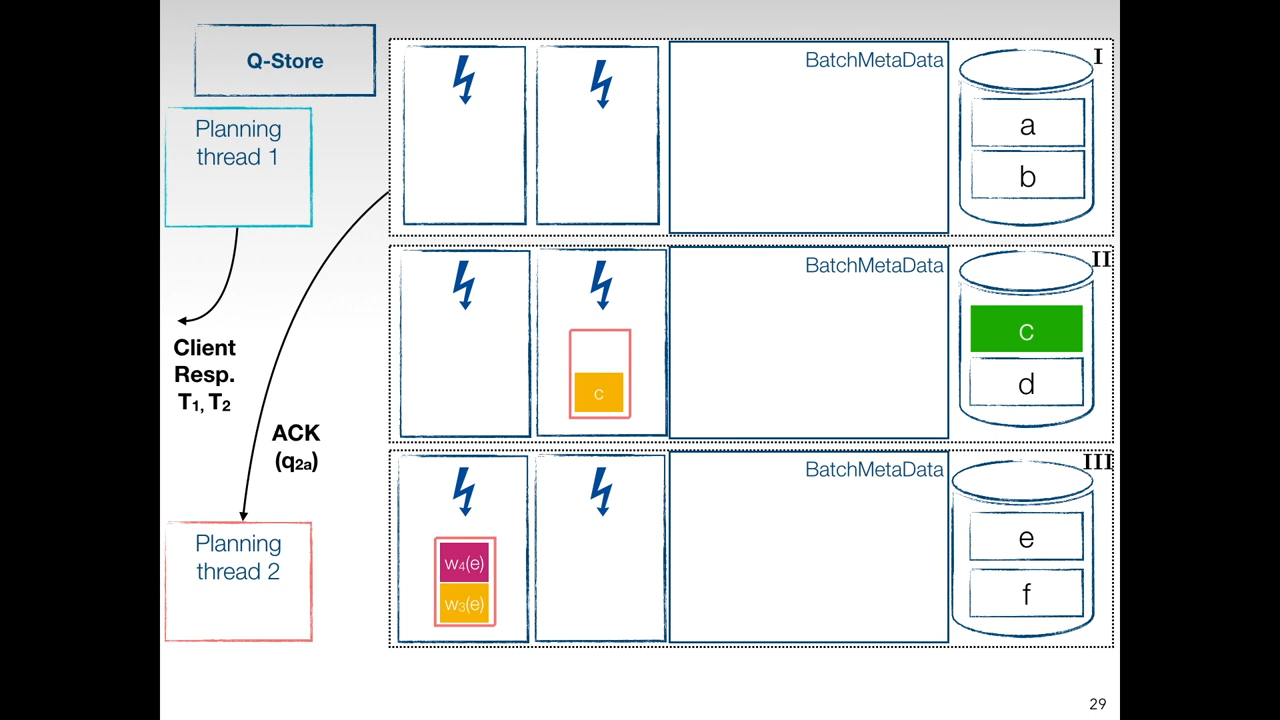 Q-Store
Planning
thread 1
Client
Resp.
T₁, T₂
ACK
(q₂ₐ)
Planning
thread 2
BatchMetaData
I
a
b
BatchMetaData
II
c
c
d
BatchMetaData
III
w₄(e)
w₃(e)
e
f
29